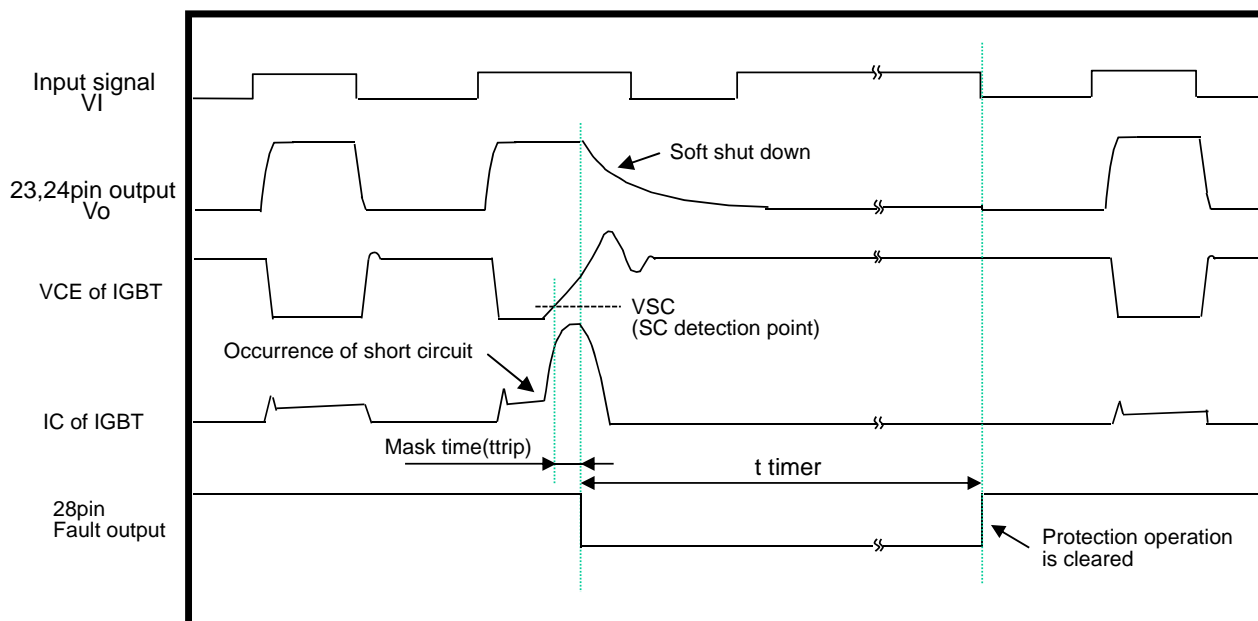 Input signal
VI
Soft shut down
23,24pin output
Vo
VCE of IGBT
VSC
(SC detection point)
Occurrence of short circuit
IC of IGBT
Mask time(ttrip)
t timer
28pin
Fault output
Protection operation
is cleared